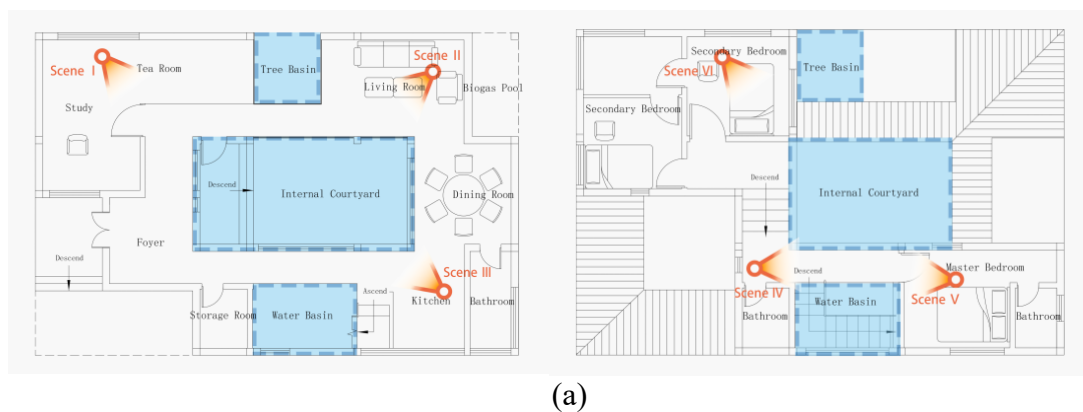 Scene I
Tea Room
Study
Tree Basin
Scene II
Living Room
Biogas Pool
Descend
Internal Courtyard
Dining Room
Foyer
Descend
Scene III
Storage Room
Water Basin
Ascend
Kitchen
Bathroom
Secondary Bedroom
Scene VI
Tree Basin
Secondary Bedroom
Descend
Internal Courtyard
Scene IV
Descend
Master Bedroom
Scene V
Bathroom
Water Basin
Bathroom
(a)